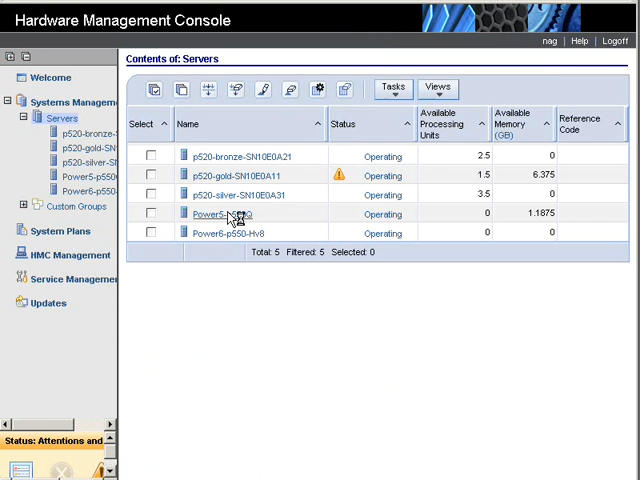 Hardware Management Console
nag | Help | Logoff
Welcome
Systems Managem
Servers
p520-bronze-S
p520-gold-SN1
p520-silver-SN
Power5-p550
Power6-p550-
Custom Groups
System Plans
HMC Management
Service Manageme
Updates
Status: Attentions and
Contents of: Servers
Tasks
Views
Select
Name
Status
Available Processing Units
Available Memory (GB)
Reference Code
p520-bronze-SN10E0A21 Operating 2.5 0
p520-gold-SN10E0A11 Operating 1.5 6.375
p520-silver-SN10E0A31 Operating 3.5 0
Operating 0 1.1875
Power6-p550-Hv8 Operating 0 0
Total: 5 Filtered: 5 Selected: 0